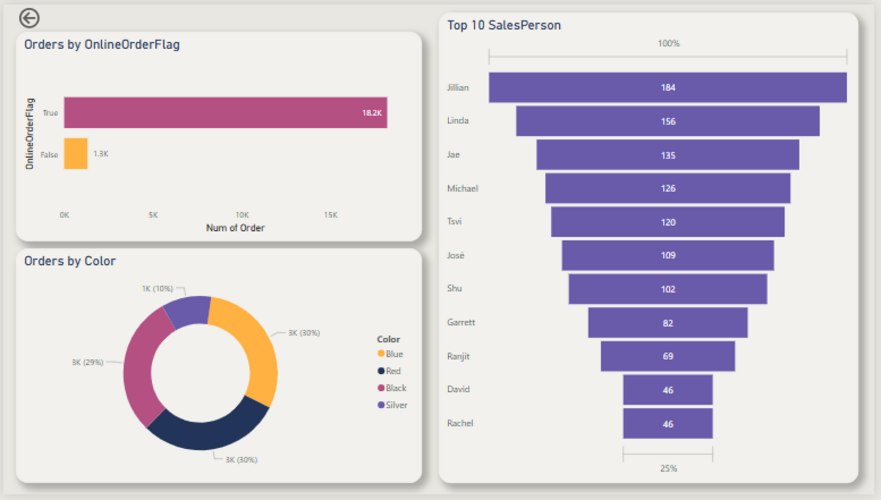 Orders by OnlineOrderFlag
OnlineOrderFlag
True
18.2K
False
1.3K
0K 5K 10K 15K
Num of Order
Orders by Color
1K (10%)
3K (30%)
3K (29%)
3K (30%)
Color
Blue
Red
Black
Silver
Top 10 SalesPerson
100%
Jillian 184
Linda 156
Jae 135
Michael 126
Tsvi 120
José 109
Shu 102
Garrett 82
Ranjit 69
David 46
Rachel 46
25%